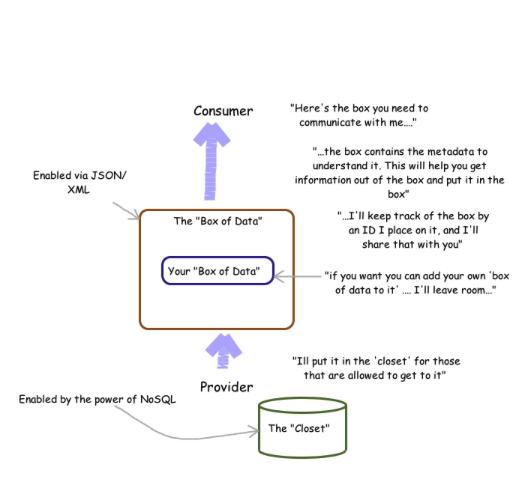 Consumer
"Here's the box you need to
communicate with me...."
"...the box contains the metadata to
understand it. This will help you get
information out of the box and put it in the
box"
Enabled via JSON/
XML
The "Box of Data"
"...I'll keep track of the box by
an ID I place on it, and I'll
share that with you"
Your "Box of Data"
"if you want you can add your own 'box
of data to it' .... I'll leave room..."
"Ill put it in the 'closet' for those
that are allowed to get to it"
Provider
Enabled by the power of NoSQL
The "Closet"